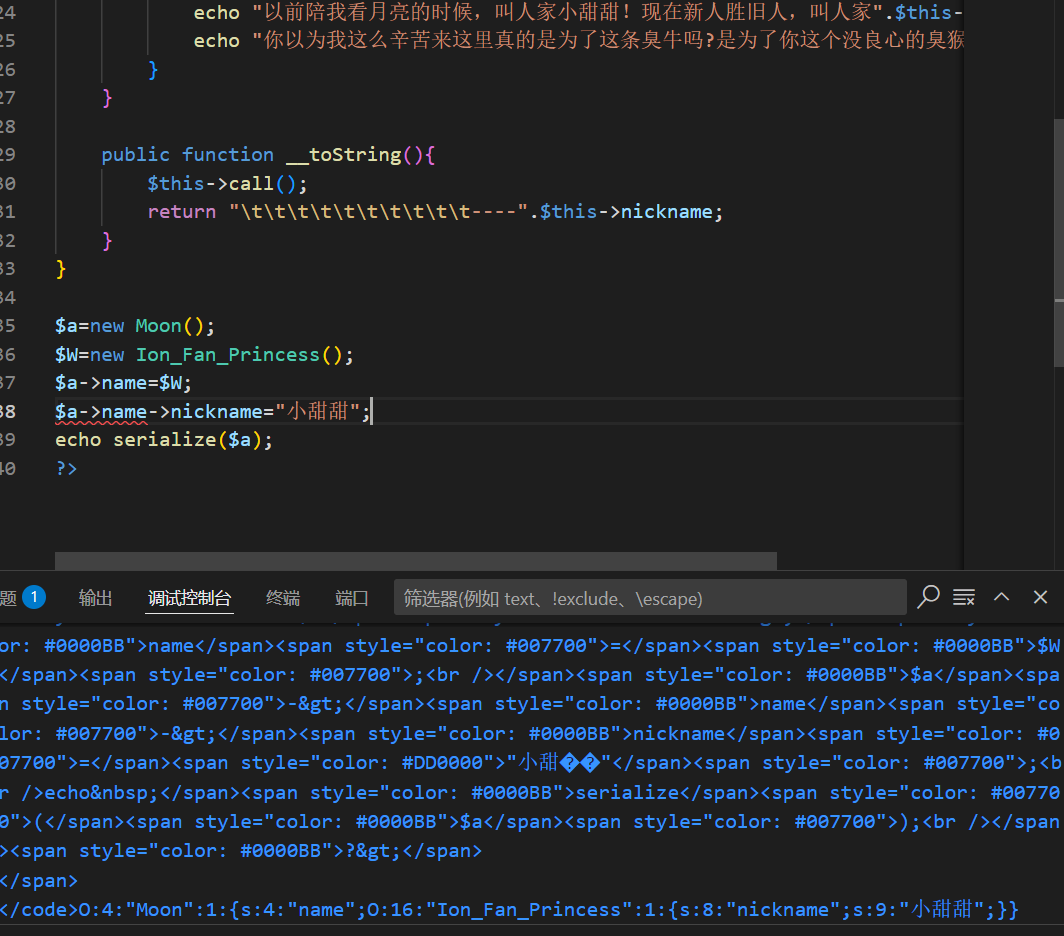 24 echo "以前陪我看月亮的时候，叫人家小甜甜！现在新人胜旧人，叫人家".$this-
25 echo "你以为我这么辛苦来这里真的是为了这条臭牛吗?是为了你这个没良心的臭猴
26 }
27 }
28
29 public function __toString(){
30 $this->call();
31 return "\t\t\t\t\t\t\t\t\t\t----".$this->nickname;
32 }
33 }
34
35 $a=new Moon();
36 $W=new Ion_Fan_Princess();
37 $a->name=$W;
38 $a->name->nickname="小甜甜";
39 echo serialize($a);
40 ?>
题 1 输出 调试控制台 终端 端口 筛选器(例如 text、!exclude、\escape)
or: #0000BB">name</span><span style="color: #007700">=</span><span style="color: #0000BB">$W
</span><span style="color: #007700">;<br /></span><span style="color: #0000BB">$a</span><spa
n style="color: #007700">-&gt;</span><span style="color: #0000BB">name</span><span style="co
lor: #007700">-&gt;</span><span style="color: #0000BB">nickname</span><span style="color: #0
07700">=</span><span style="color: #DD0000">"小甜��"</span><span style="color: #007700">;<b
r />echo&nbsp;</span><span style="color: #0000BB">serialize</span><span style="color: #00770
0">(</span><span style="color: #0000BB">$a</span><span style="color: #007700">);<br /></span
><span style="color: #0000BB">?&gt;</span>
</span>
</code>O:4:"Moon":1:{s:4:"name";O:16:"Ion_Fan_Princess":1:{s:8:"nickname";s:9:"小甜甜";}}